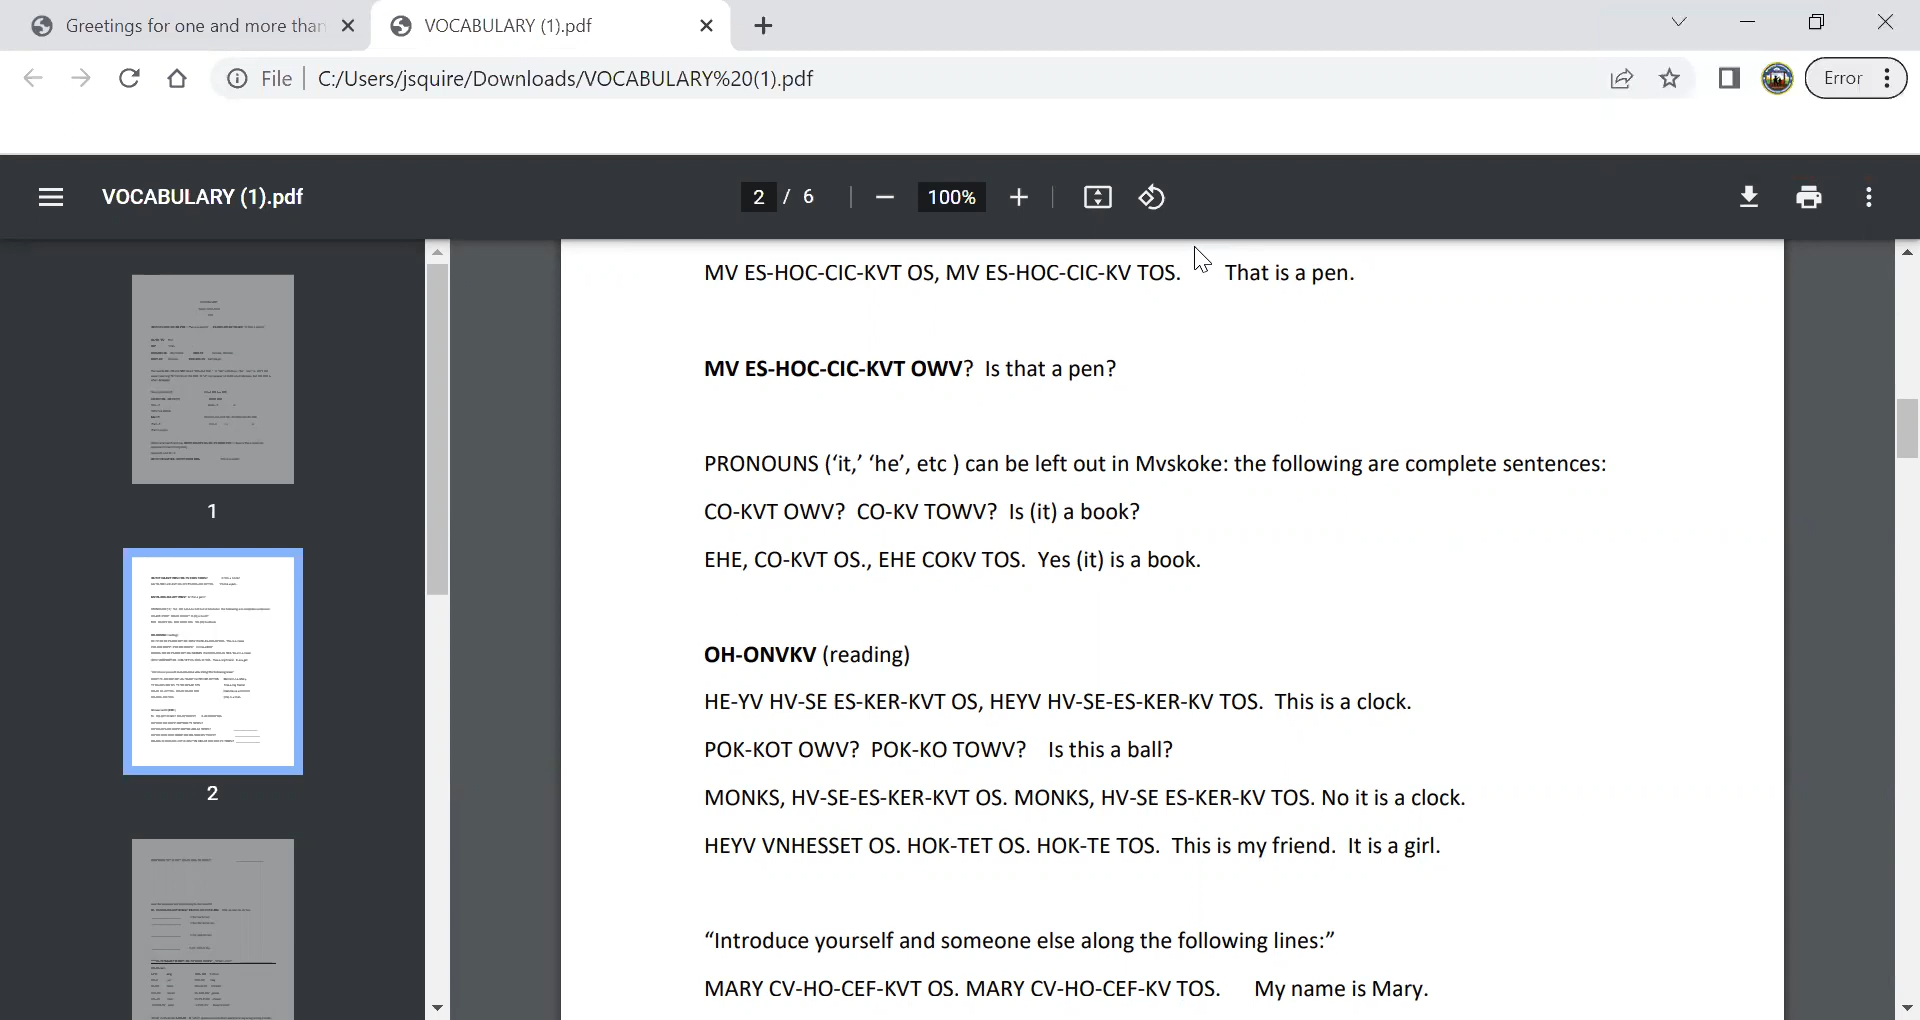 Greetings for one and more than
VOCABULARY (1).pdf
File | C:/Users/jsquire/Downloads/VOCABULARY%20(1).pdf
Error
VOCABULARY (1).pdf
2 / 6
100%
MV ES-HOC-CIC-KVT OS, MV ES-HOC-CIC-KV TOS. That is a pen.
MV ES-HOC-CIC-KVT OWV? Is that a pen?
PRONOUNS (‘it,’ ‘he’, etc ) can be left out in Mvskoke: the following are complete sentences:
CO-KVT OWV? CO-KV TOWV? Is (it) a book?
EHE, CO-KVT OS., EHE COKV TOS. Yes (it) is a book.
OH-ONVKV (reading)
HE-YV HV-SE ES-KER-KVT OS, HEYV HV-SE-ES-KER-KV TOS. This is a clock.
POK-KOT OWV? POK-KO TOWV? Is this a ball?
MONKS, HV-SE-ES-KER-KVT OS. MONKS, HV-SE ES-KER-KV TOS. No it is a clock.
HEYV VNHESSET OS. HOK-TET OS. HOK-TE TOS. This is my friend. It is a girl.
“Introduce yourself and someone else along the following lines:”
MARY CV-HO-CEF-KVT OS. MARY CV-HO-CEF-KV TOS. My name is Mary.
1
2